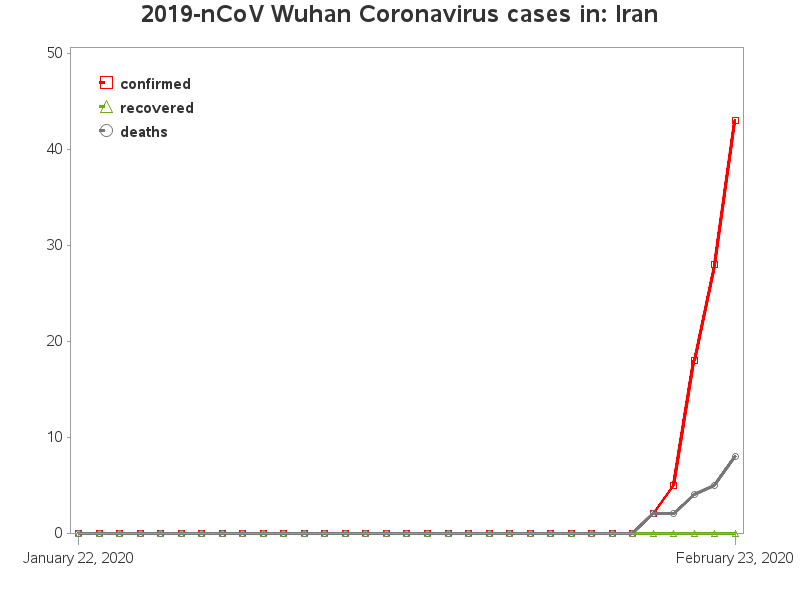 2019-nCoV Wuhan Coronavirus cases in: Iran
50
confirmed
recovered
deaths
40
30
20
10
0
January 22, 2020
February 23, 2020